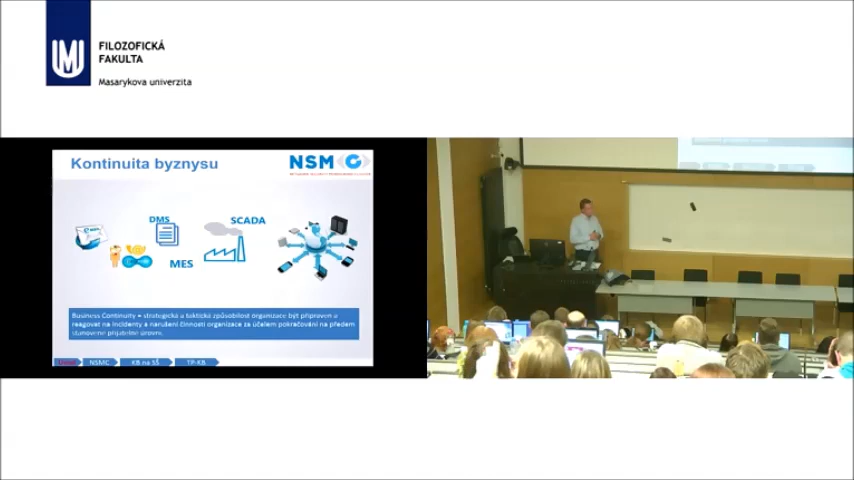 FILOZOFICKÁ
FAKULTA
Masarykova univerzita
Kontinuita byznysu
NSM
DMS
SCADA
MES
Business Continuity = strategická a taktická způsobilost organizace být připraven a
reagovat na incidenty a narušení činnosti organizace za účelem pokračování na předem
stanovené přijatelné úrovni.
Úvod
NSMC
KB na SŠ
TP-KB